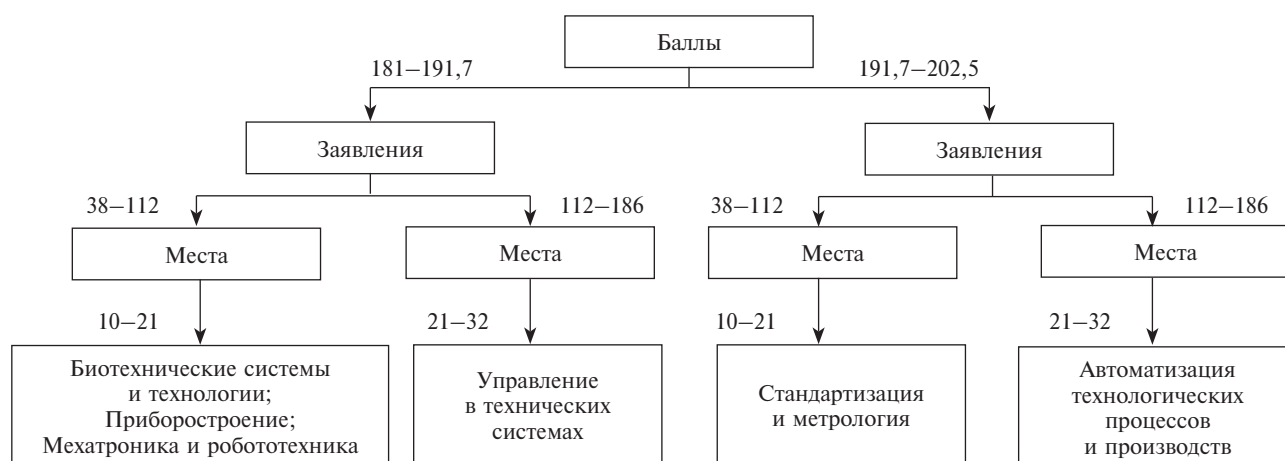 Баллы
181–191,7
191,7–202,5
Заявления
Заявления
38–112
112–186
38–112
112–186
Места
Места
Места
Места
10–21
21–32
10–21
21–32
Биотехнические системы
и технологии;
Приборостроение;
Мехатроника и робототехника
Управление
в технических
системах
Стандартизация
и метрология
Автоматизация
технологических
процессов
и производств